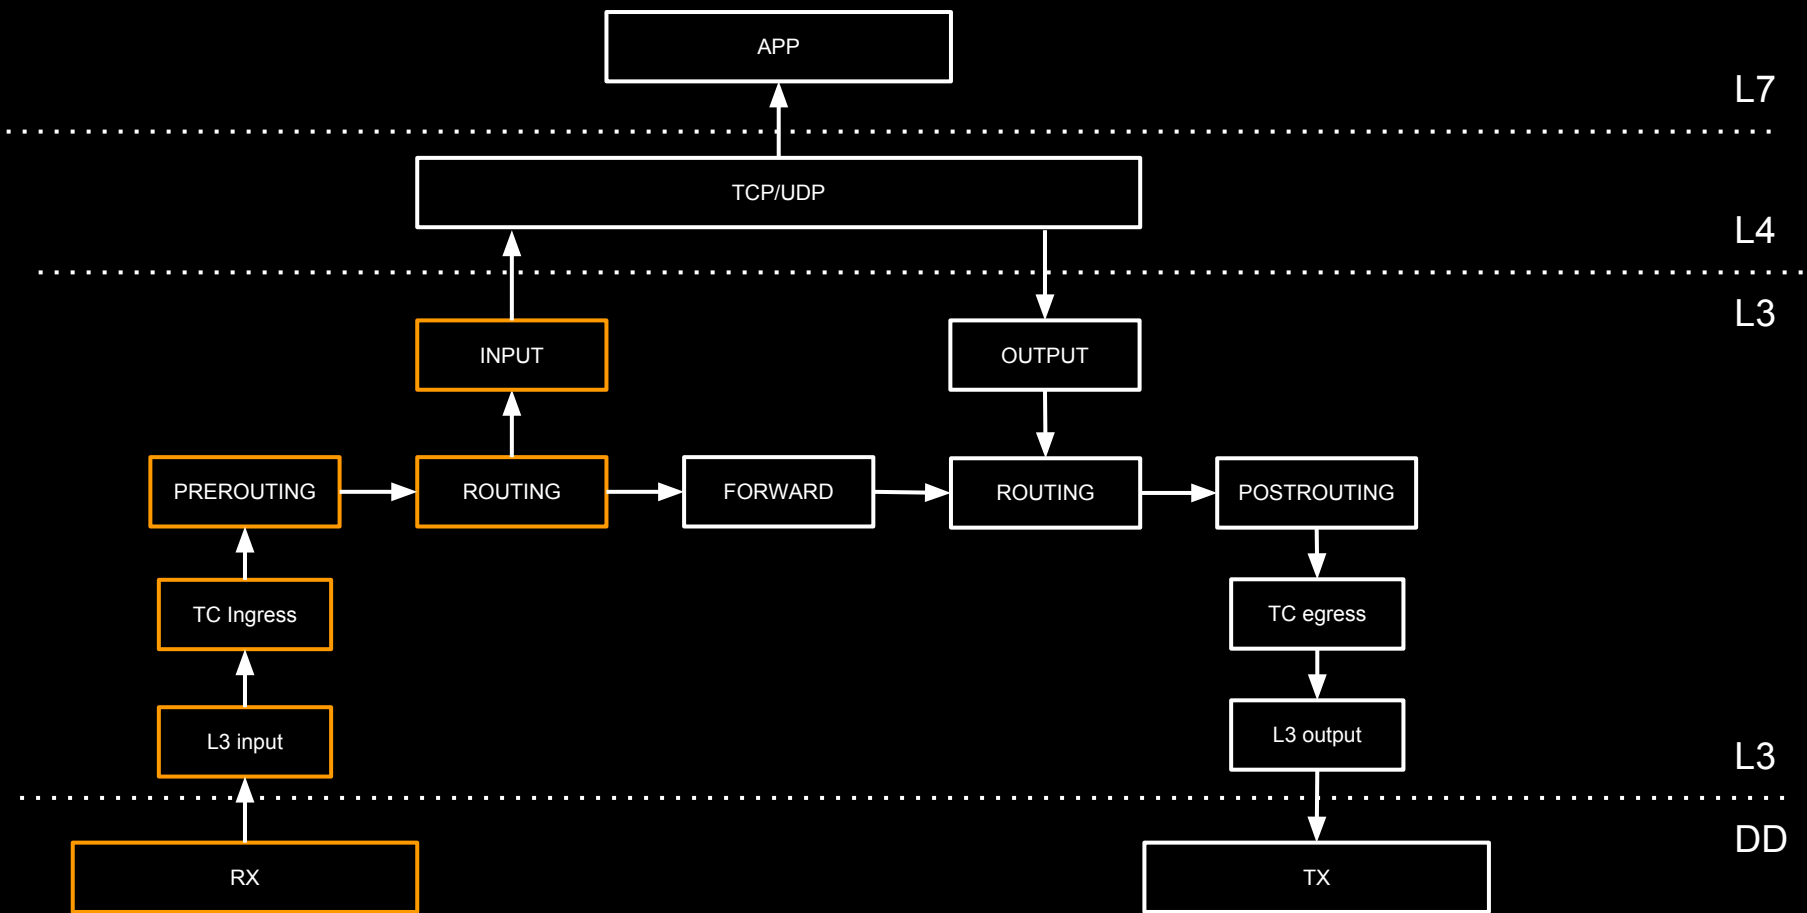 APP
L7
TCP/UDP
L4
L3
INPUT
OUTPUT
PREROUTING
ROUTING
FORWARD
ROUTING
POSTROUTING
TC Ingress
TC egress
L3 input
L3 output
L3
DD
RX
TX